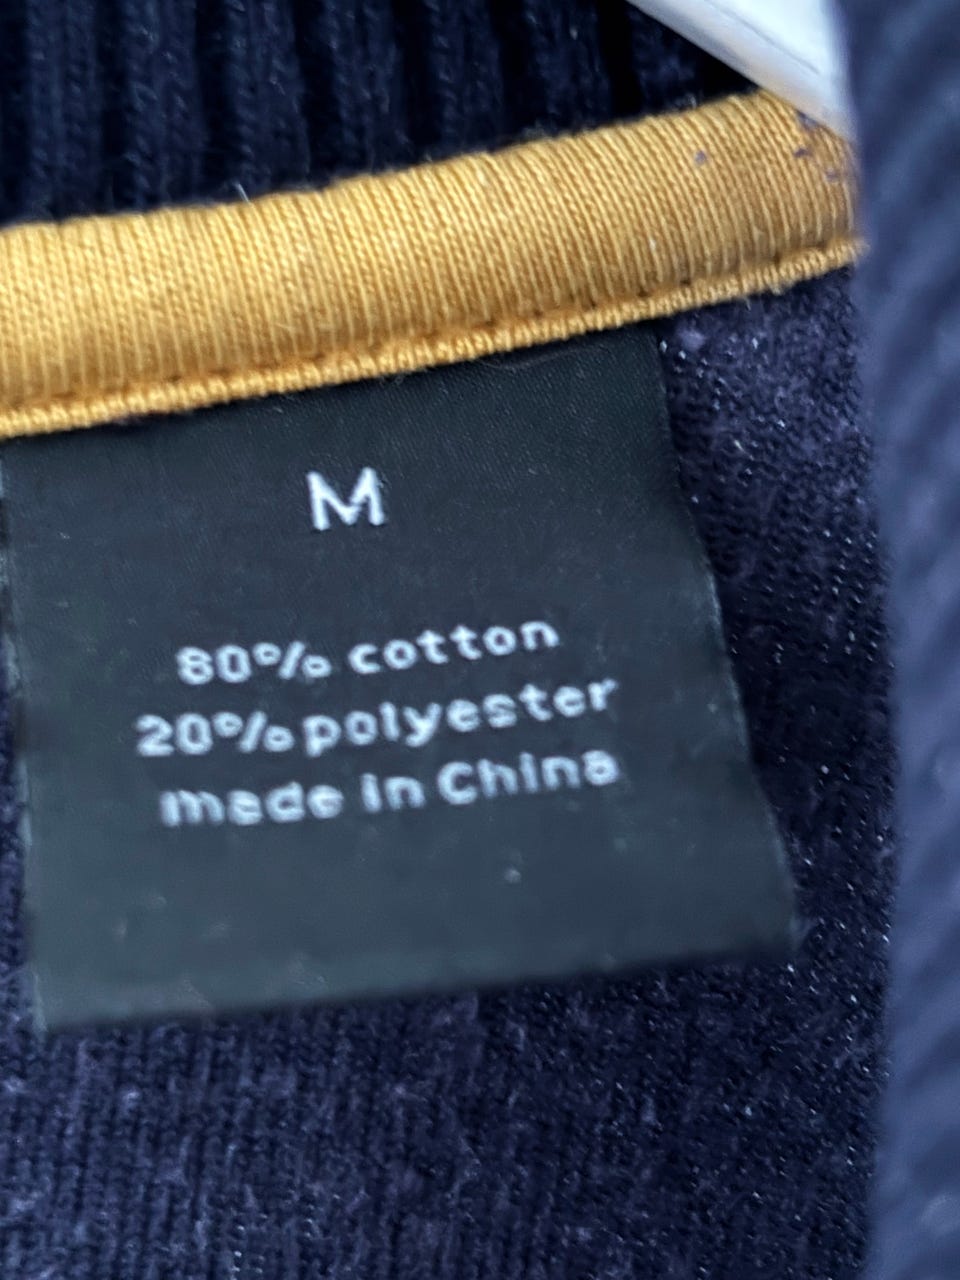 M
80% cotton
20% polyester
made in China